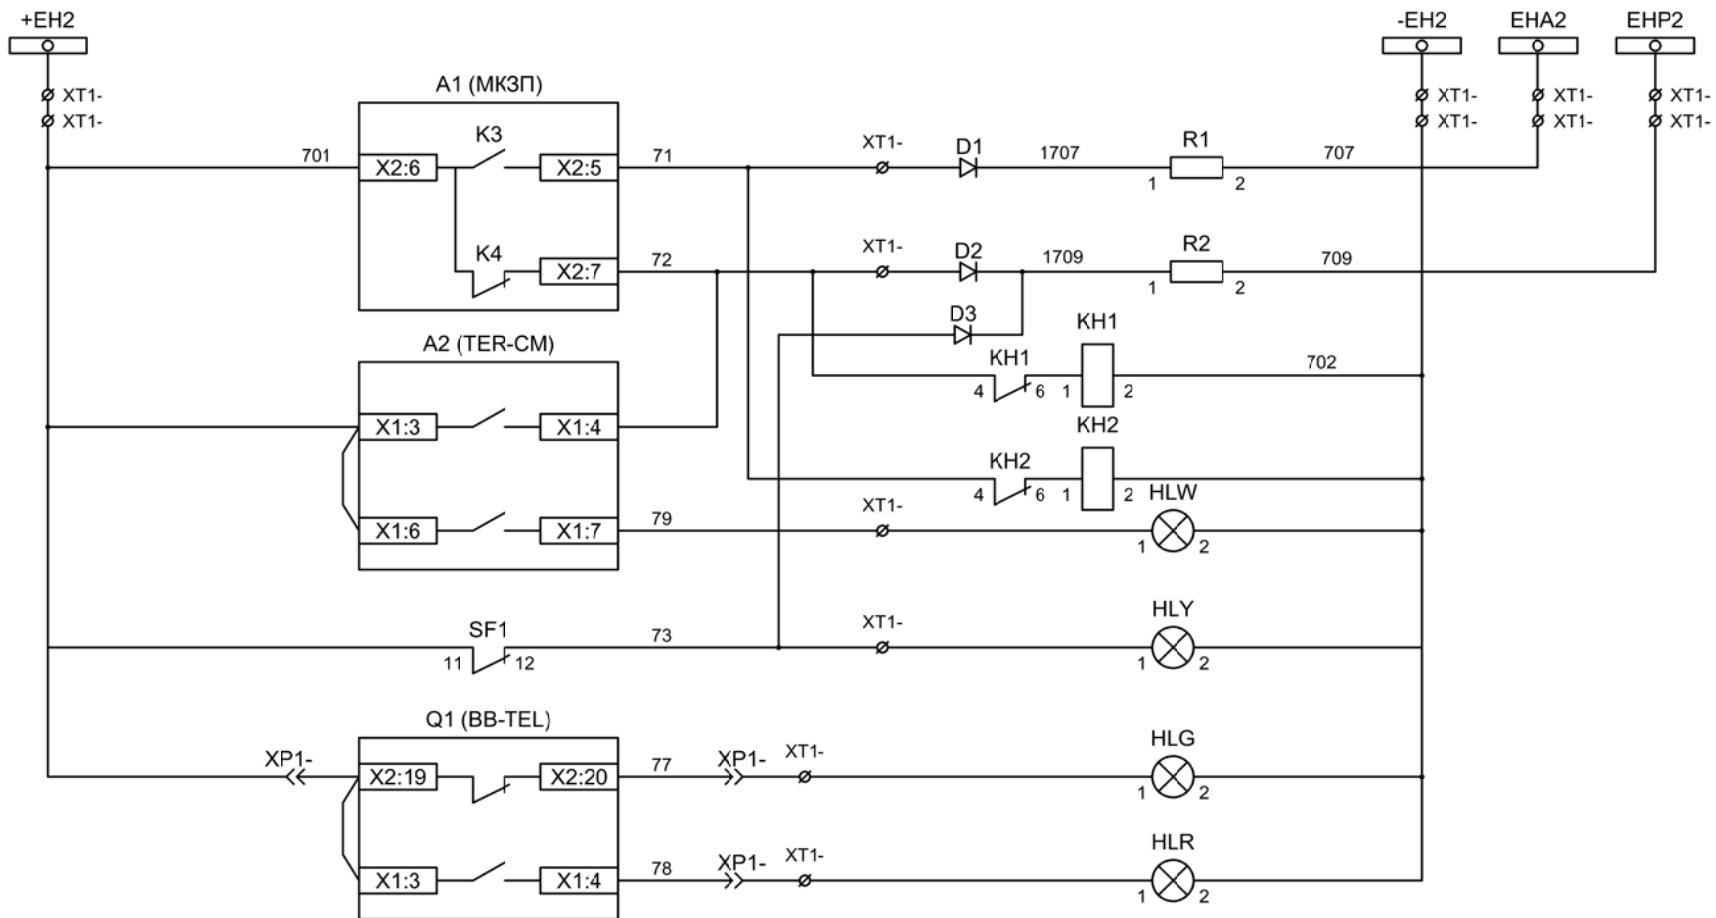 +EH2
-EH2 EHA2 EHP2
XT1- XT1- XT1- XT1-
XT1- XT1- XT1- XT1-
A1 (МКЗП)
K3
701 X2:6 X2:5 71 XT1- D1 1707 R1 707
1 2
K4
X2:7 72 XT1- D2 1709 R2 709
1 2
D3
A2 (TER-CM)
KH1
KH1 702
4 6 1 2
X1:3 X1:4
KH2
KH2
4 6 1 2
HLW
X1:6 X1:7 79 XT1-
1 2
SF1 73 XT1- HLY
11 12 1 2
Q1 (BB-TEL)
XP1- X2:19 X2:20 77 XP1- XT1- HLG
1 2
X1:3 X1:4 78 XP1- XT1- HLR
1 2